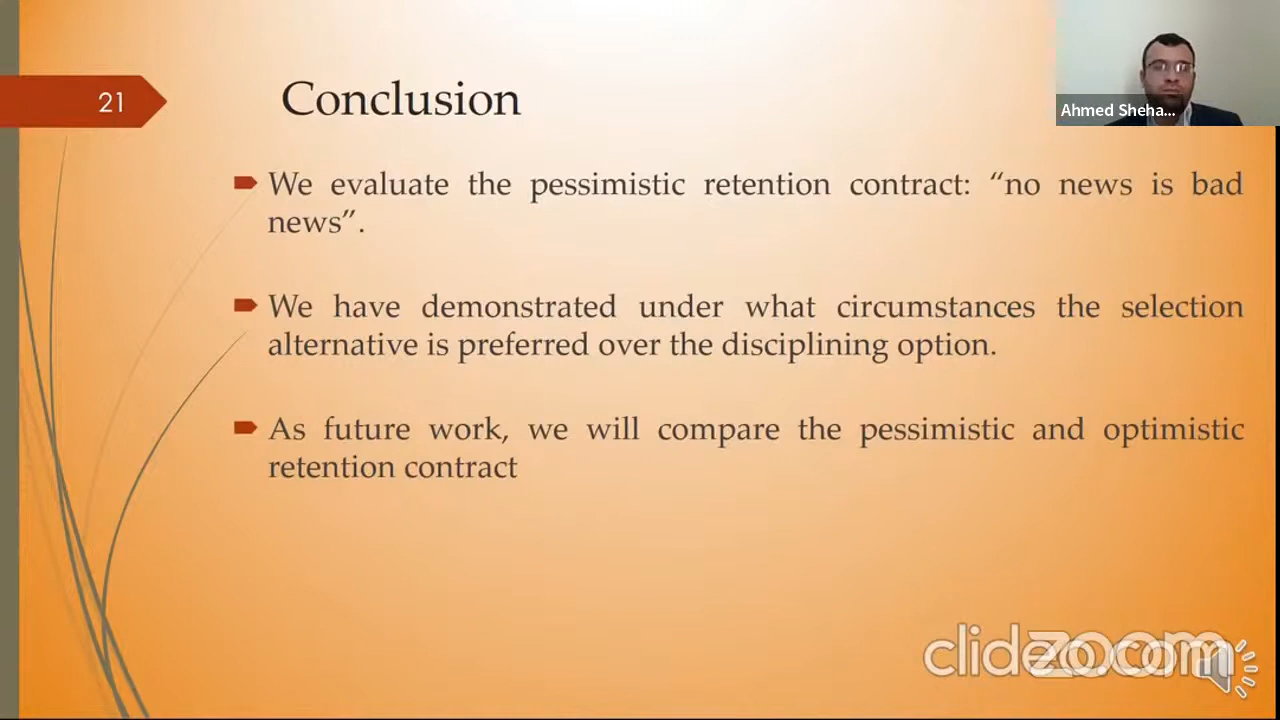 21
Conclusion
Ahmed Sheha...
We evaluate the pessimistic retention contract: “no news is bad
news”.
We have demonstrated under what circumstances the selection
alternative is preferred over the disciplining option.
As future work, we will compare the pessimistic and optimistic
retention contract
zoom